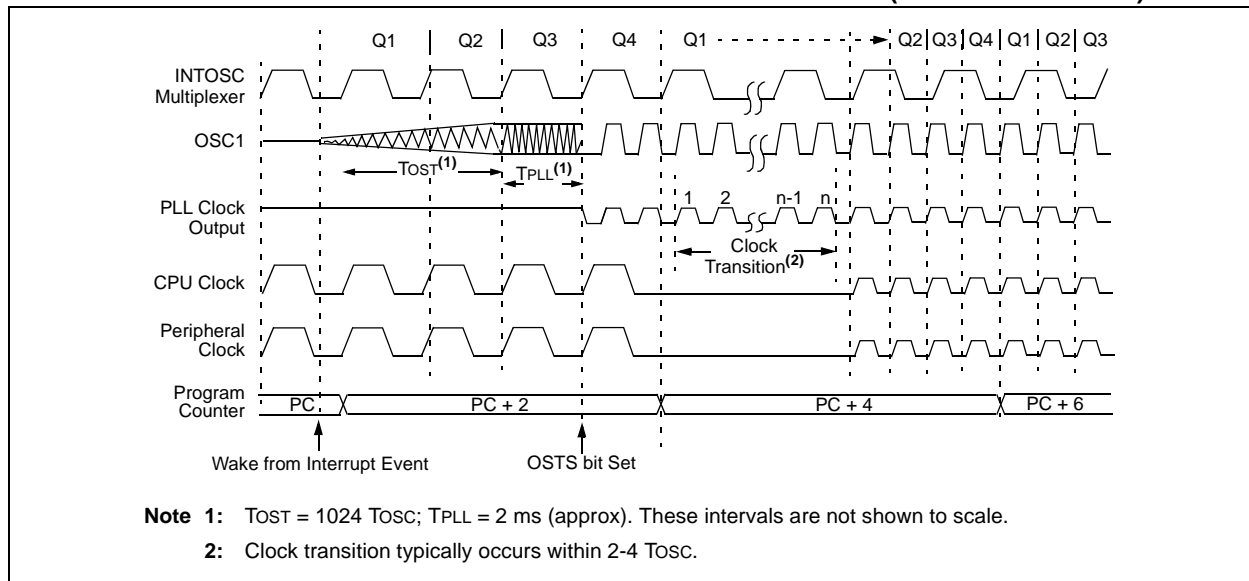 Q1 Q2 Q3 Q4 Q1 Q2 Q3 Q4 Q1 Q2 Q3
INTOSC
Multiplexer
OSC1
TOST(1)
TPLL(1)
1 2 n-1 n
PLL Clock
Output
Clock
Transition(2)
CPU Clock
Peripheral
Clock
Program
Counter
PC PC + 2 PC + 4 PC + 6
Wake from Interrupt Event
OSTS bit Set
Note 1: TOST = 1024 TOSC; TPLL = 2 ms (approx). These intervals are not shown to scale.
2: Clock transition typically occurs within 2-4 TOSC.